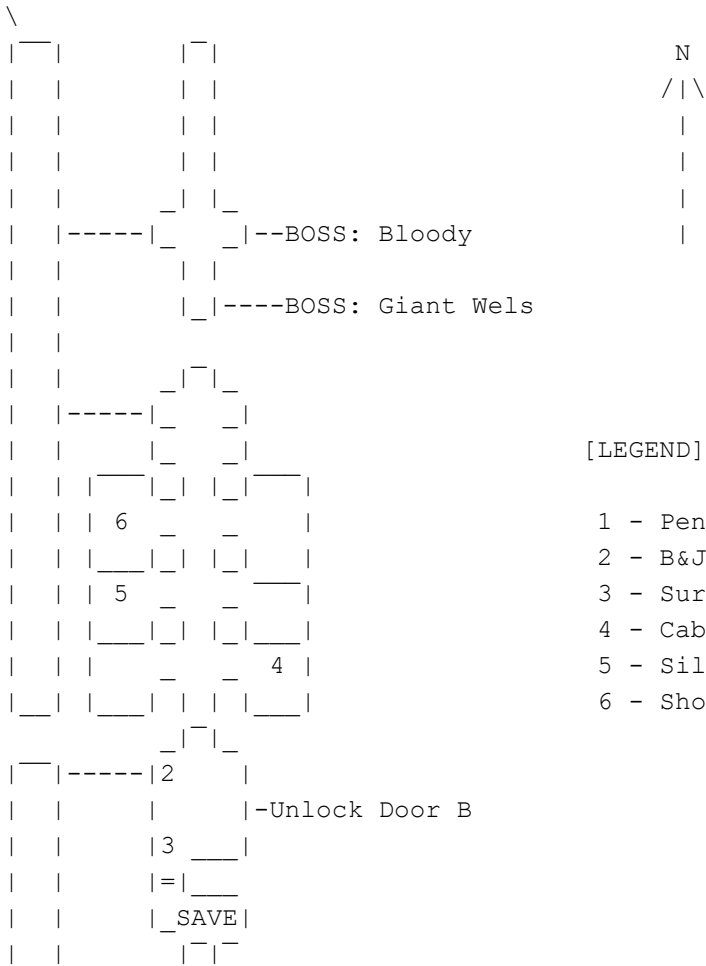 N
BOSS: Bloody
BOSS: Giant Wels
[LEGEND]
6
1 - Pen
2 - B&J
5
3 - Sur
4 - Cab
4
5 - Sil
6 - Sho
2
Unlock Door B
3
SAVE